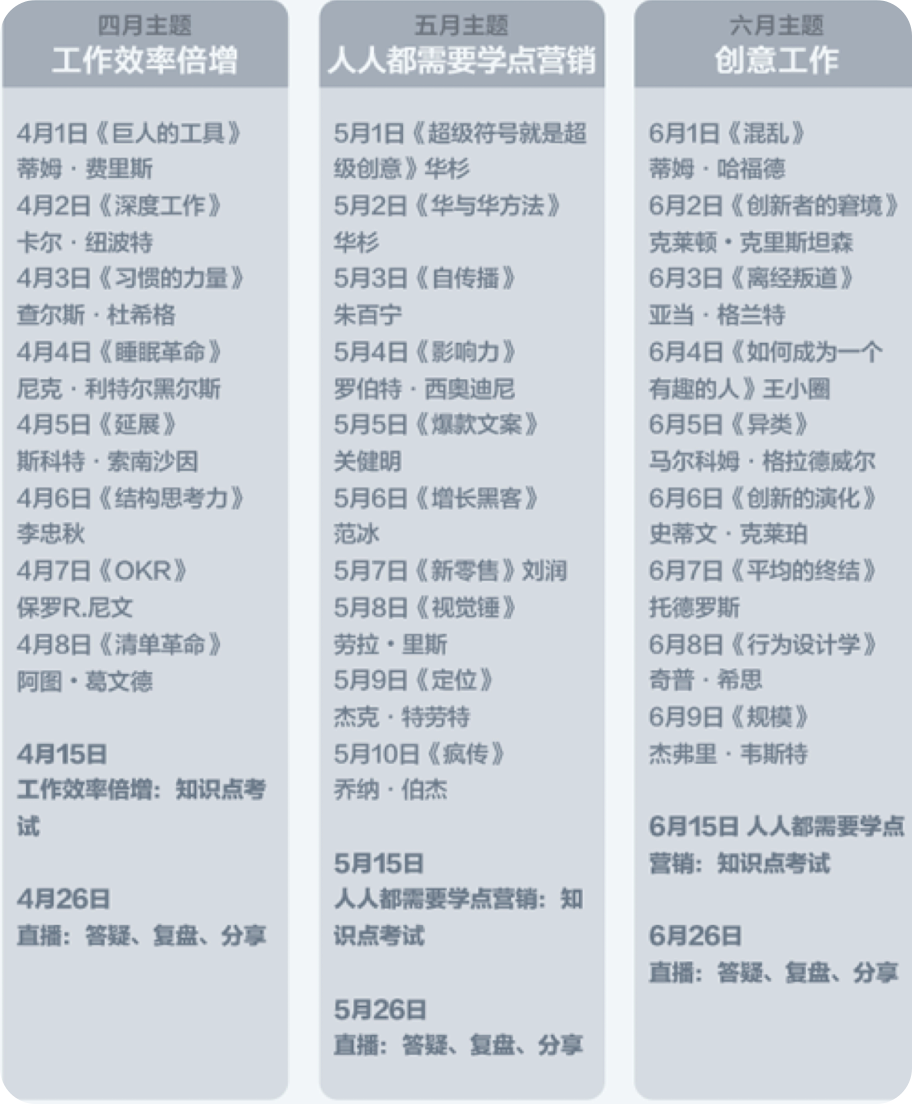 四月主题
工作效率倍增
4月1日《巨人的工具》
蒂姆·费里斯
4月2日《深度工作》
卡尔·纽波特
4月3日《习惯的力量》
查尔斯·杜希格
4月4日《睡眠革命》
尼克·利特尔黑尔斯
4月5日《延展》
斯科特·索南沙因
4月6日《结构思考力》
李忠秋
4月7日《OKR》
保罗R.尼文
4月8日《清单革命》
阿图·葛文德
4月15日
工作效率倍增：知识点考
试
4月26日
直播：答疑、复盘、分享
五月主题
人人都需要学点营销
5月1日《超级符号就是超
级创意》华杉
5月2日《华与华方法》
华杉
5月3日《自传播》
朱百宁
5月4日《影响力》
罗伯特·西奥迪尼
5月5日《爆款文案》
关健明
5月6日《增长黑客》
范冰
5月7日《新零售》刘润
5月8日《视觉锤》
劳拉·里斯
5月9日《定位》
杰克·特劳特
5月10日《疯传》
乔纳·伯杰
5月15日
人人都需要学点营销：知
识点考试
5月26日
直播：答疑、复盘、分享
六月主题
创意工作
6月1日《混乱》
蒂姆·哈福德
6月2日《创新者的窘境》
克莱顿·克里斯坦森
6月3日《离经叛道》
亚当·格兰特
6月4日《如何成为一个
有趣的人》王小圈
6月5日《异类》
马尔科姆·格拉德威尔
6月6日《创新的演化》
史蒂文·克莱珀
6月7日《平均的终结》
托德罗斯
6月8日《行为设计学》
奇普·希思
6月9日《规模》
杰弗里·韦斯特
6月15日 人人都需要学点
营销：知识点考试
6月26日
直播：答疑、复盘、分享